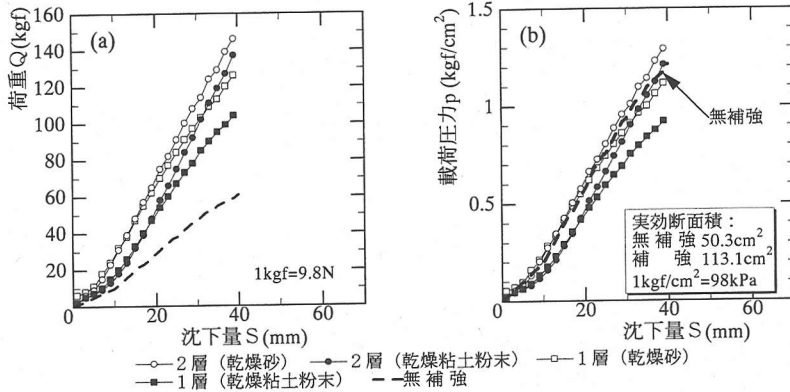 (a)
荷重Q(kgf)
160
140
120
100
80
60
40
20
0
20
40
60
沈下量S(mm)
1kgf=9.8N
(b)
載荷圧力p(kgf/cm²)
1.5
1
0.5
0
20
40
60
沈下量S(mm)
無補強
実効断面積:
無補強 50.3cm²
補 強 113.1cm²
1kgf/cm²=98kPa
2層(乾燥砂) 2層(乾燥粘土粉末) 1層(乾燥砂)
1層(乾燥粘土粉末) 無補強